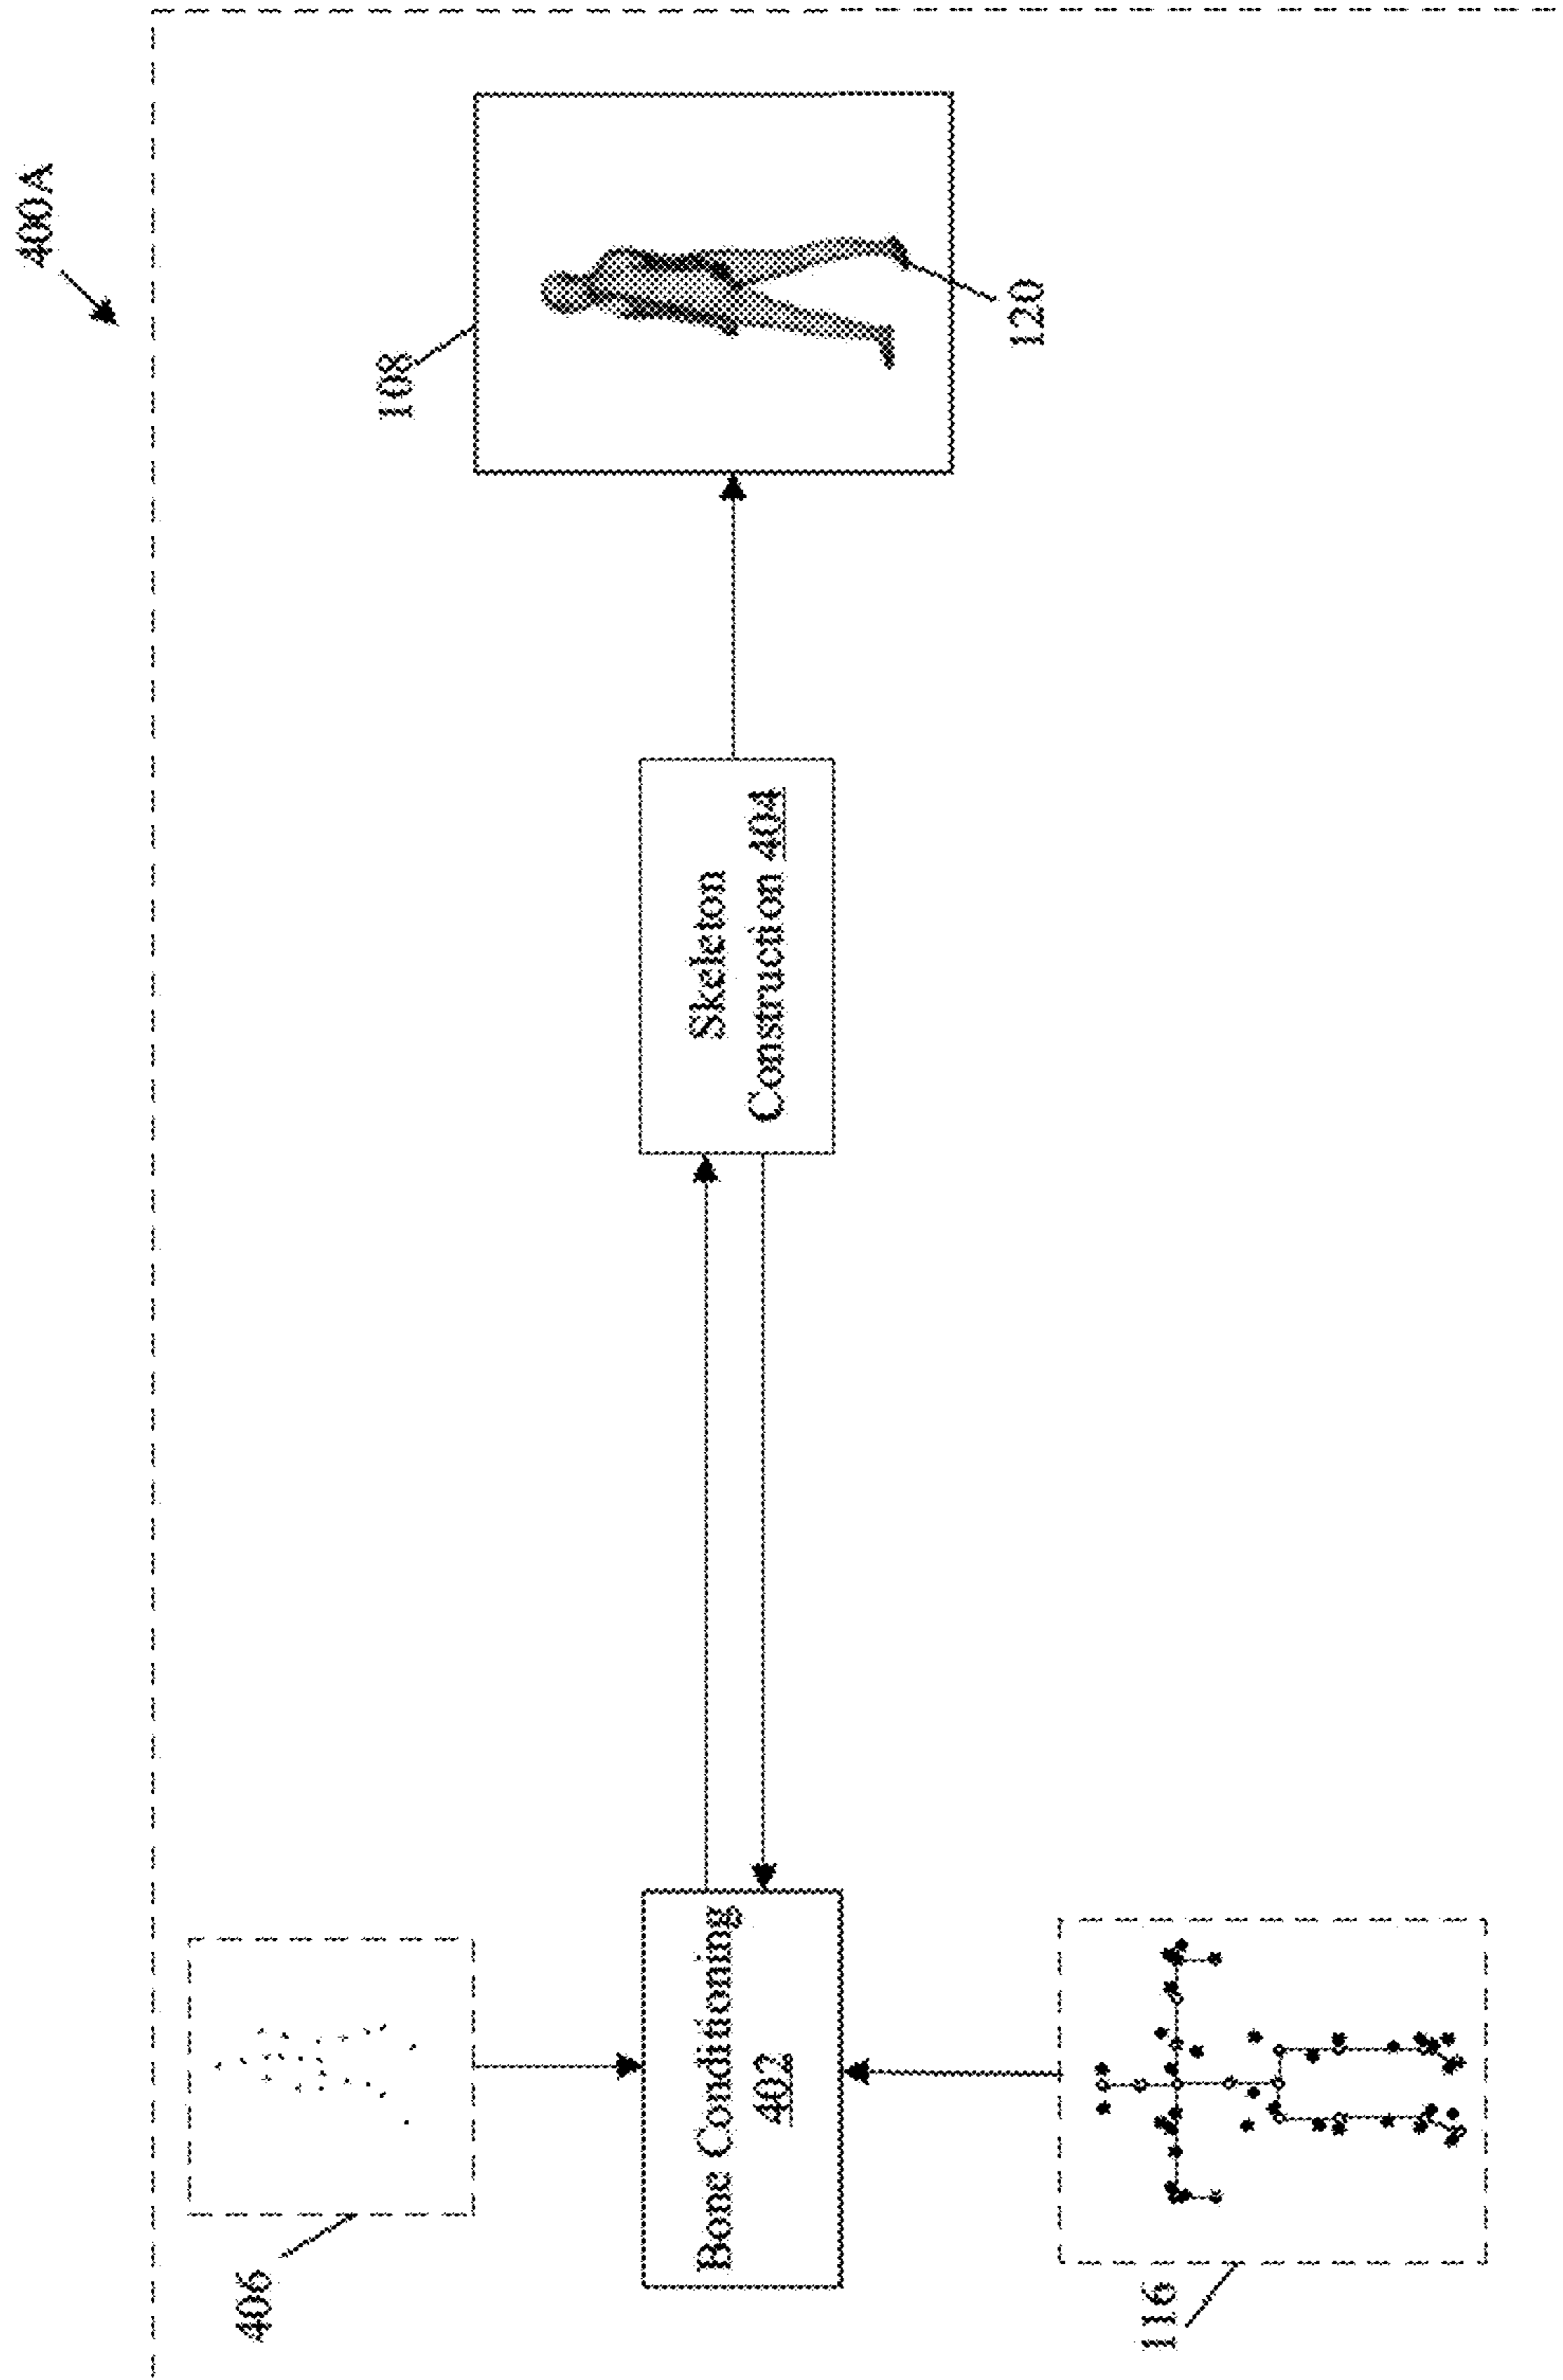 400A
406
Bone Conditioning
402
116
Skeleton
Construction 404
108
120